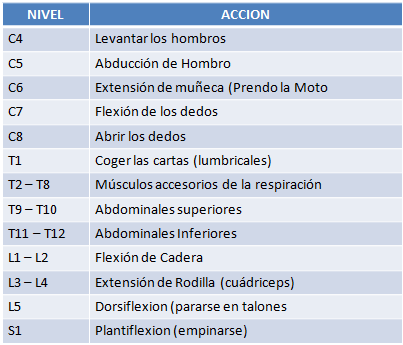 NIVEL ACCION
C4 Levantar los hombros
C5 Abducción de Hombro
C6 Extensión de muñeca (Prendo la Moto
C7 Flexión de los dedos
C8 Abrir los dedos
T1 Coger las cartas (lumbricales)
T2 – T8 Músculos accesorios de la respiración
T9 – T10 Abdominales superiores
T11 – T12 Abdominales Inferiores
L1 – L2 Flexión de Cadera
L3 – L4 Extensión de Rodilla (cuádriceps)
L5 Dorsiflexion (pararse en talones
S1 Plantiflexion (empinarse)